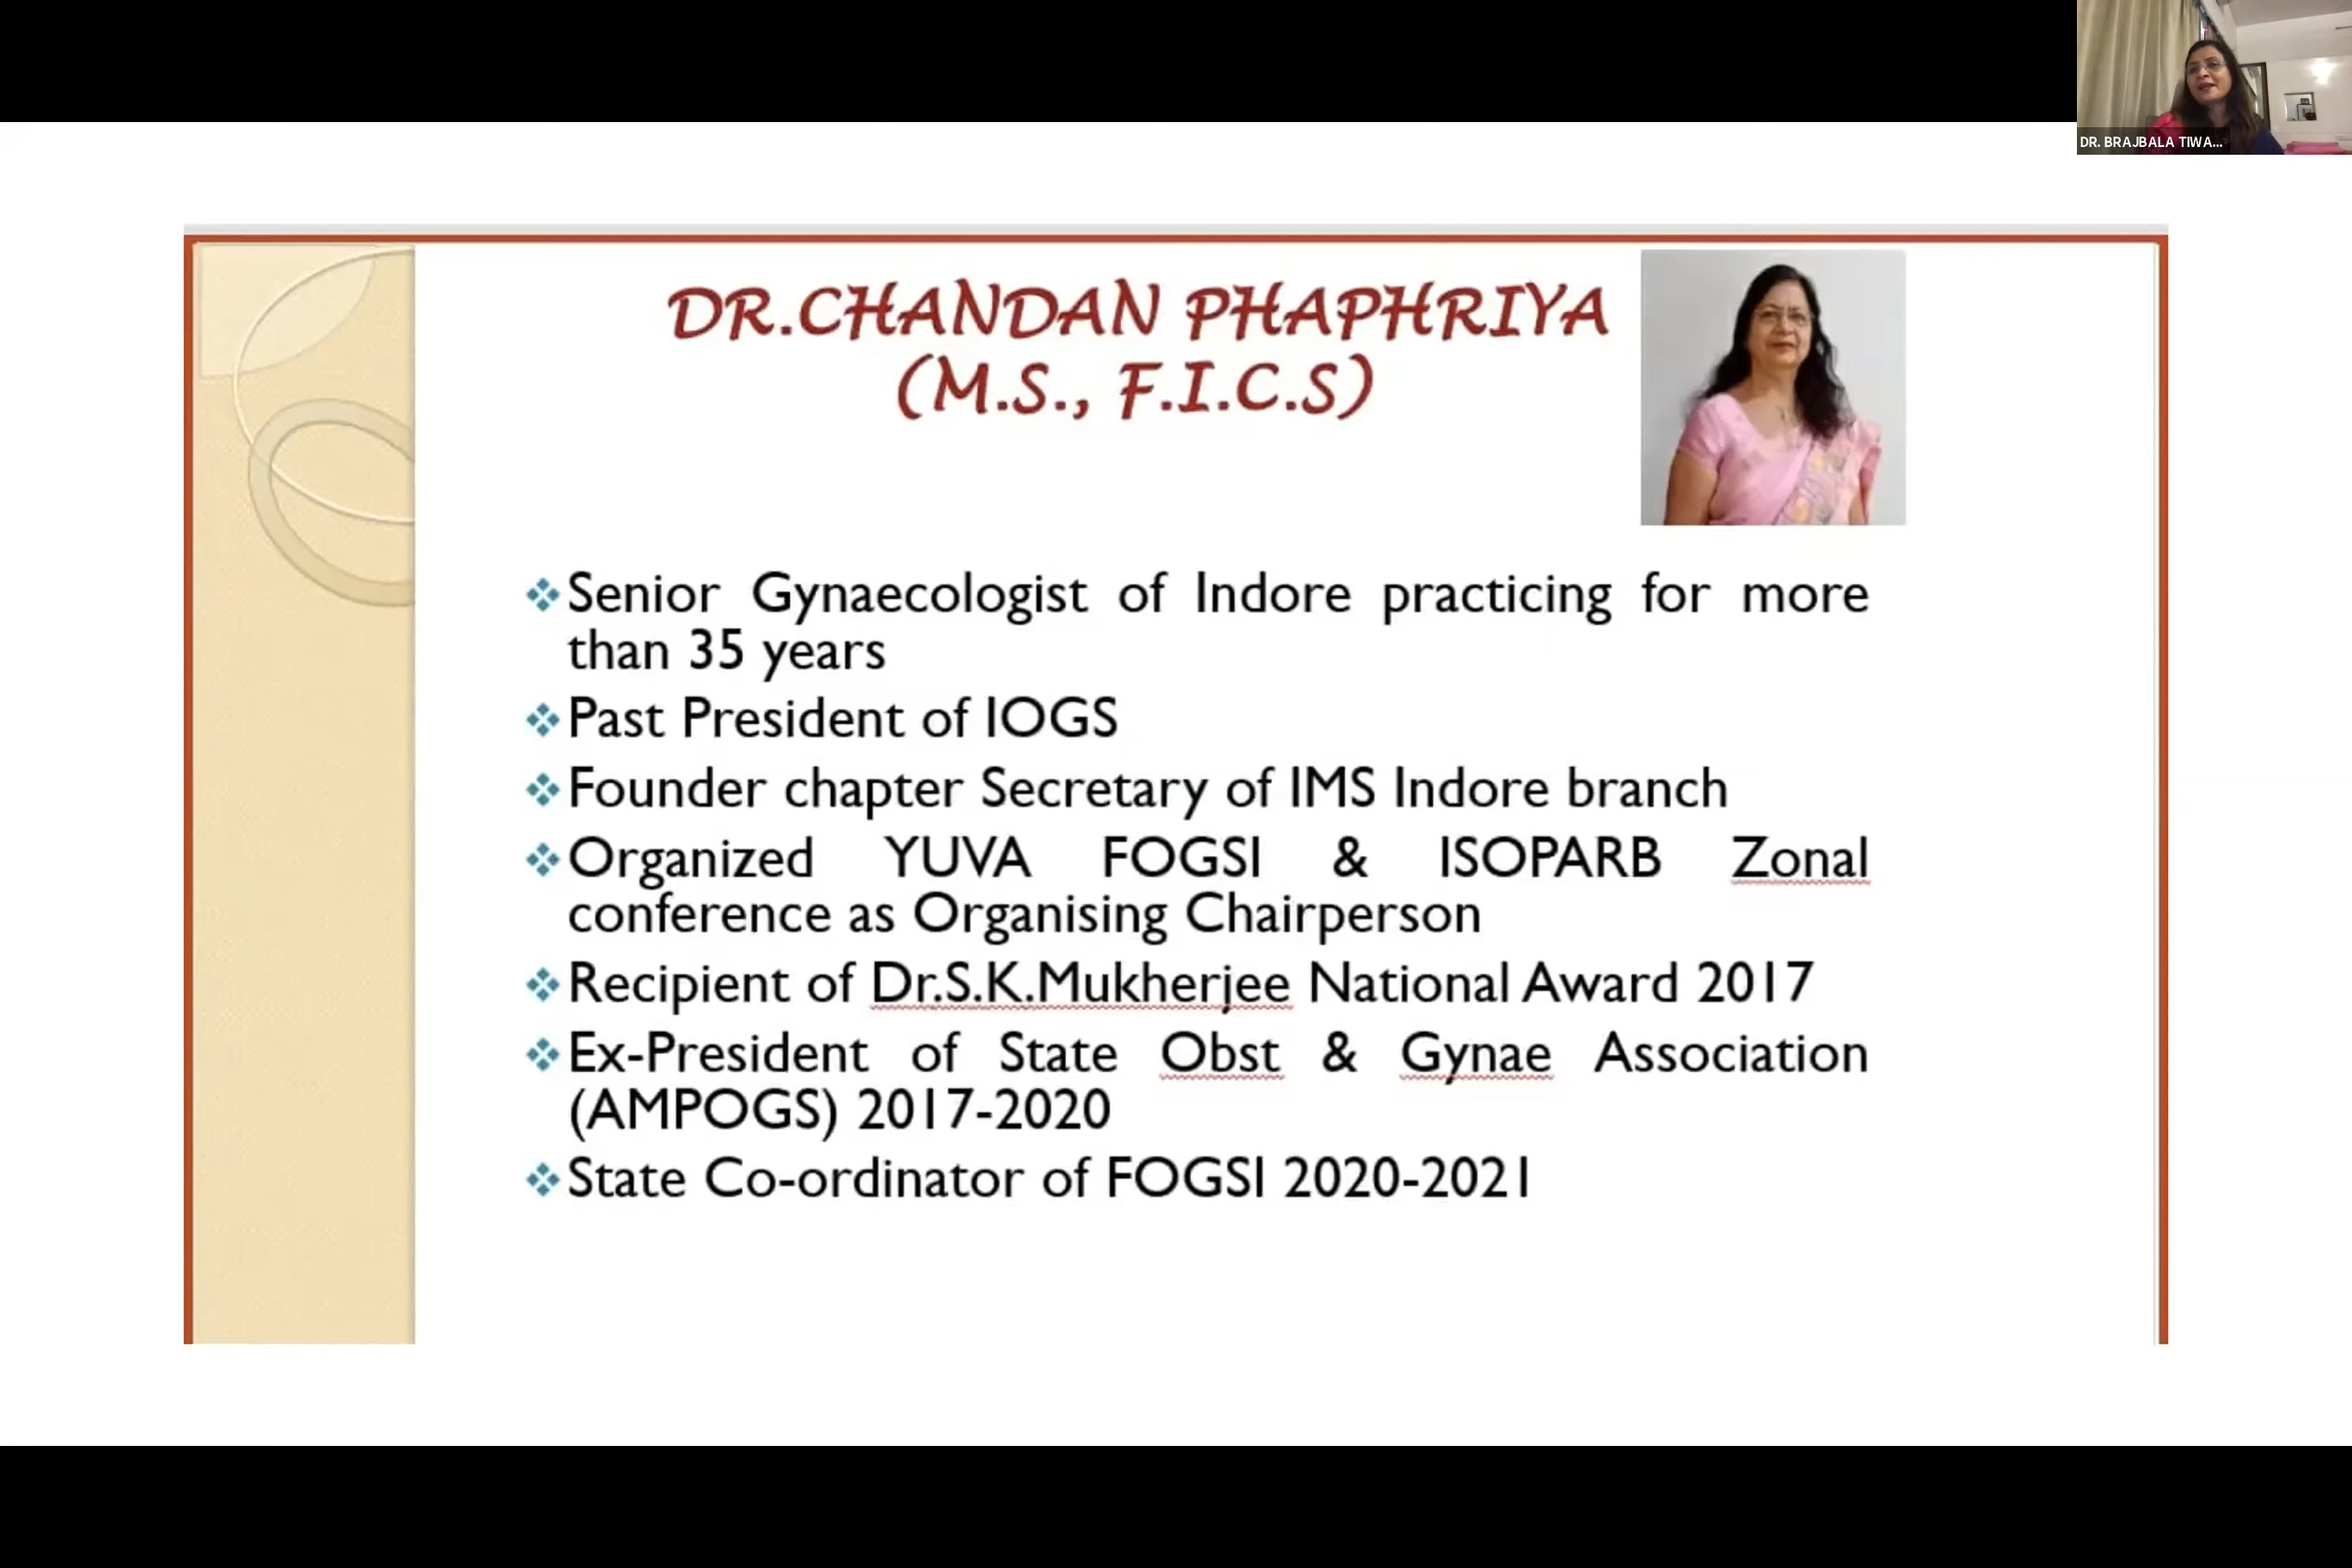 DR. BRAJBALA TIWA...
DR.CHANDAN PHAPHRIYA
(M.S., F.I.C.S)
Senior Gynaecologist of Indore practicing for more
than 35 years
Past President of IOGS
Founder chapter Secretary of IMS Indore branch
Organized YUVA FOGSI & ISOPARB Zonal
conference as Organising Chairperson
Recipient of Dr.S.K.Mukherjee National Award 2017
Ex-President of State Obst & Gynae Association
(AMPOGS) 2017-2020
State Co-ordinator of FOGSI 2020-2021